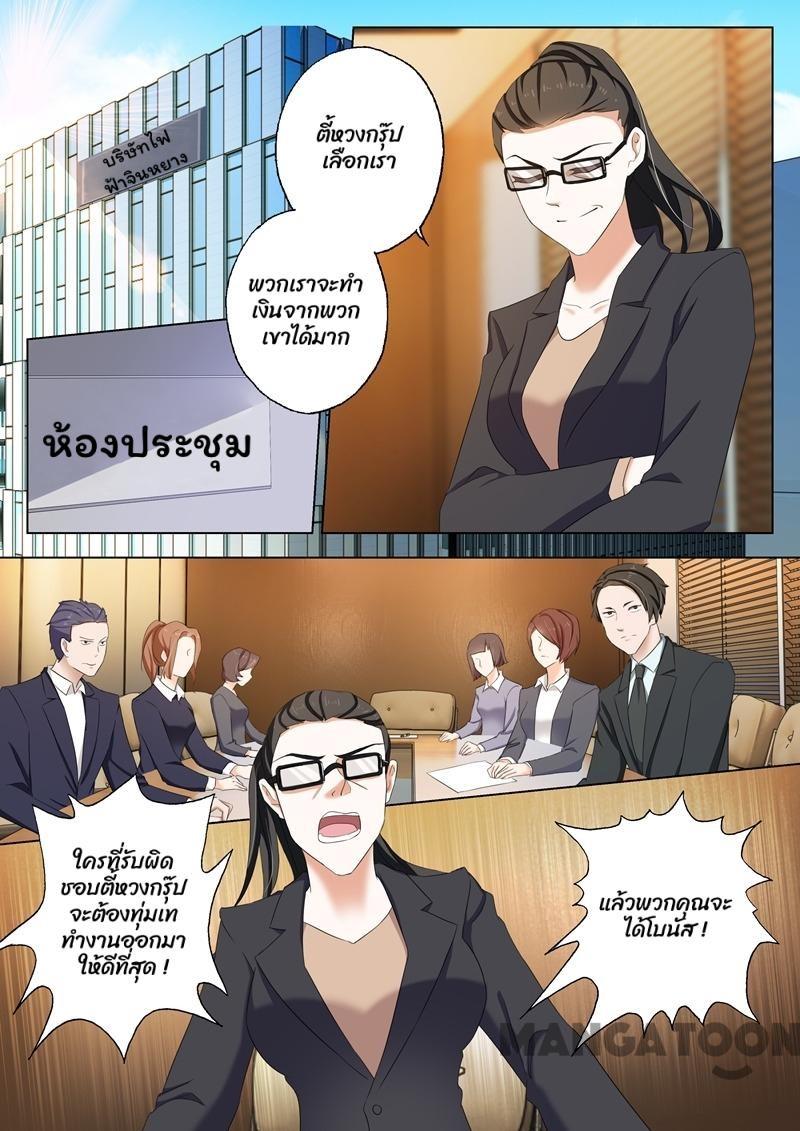 บริษัทไฟ
ฟ้าจินหยาง
ตี้หวงกรุ๊ป
เลือกเรา
พวกเราจะทำ
เงินจากพวก
เขาได้มาก
ห้องประชุม
ใครที่รับผิด
ชอบตี้หวงกรุ๊ป
จะต้องทุ่มเท
ทำงานออกมา
ให้ดีที่สุด !
แล้วพวกคุณจะ
ได้โบนัส !
MANGATOON